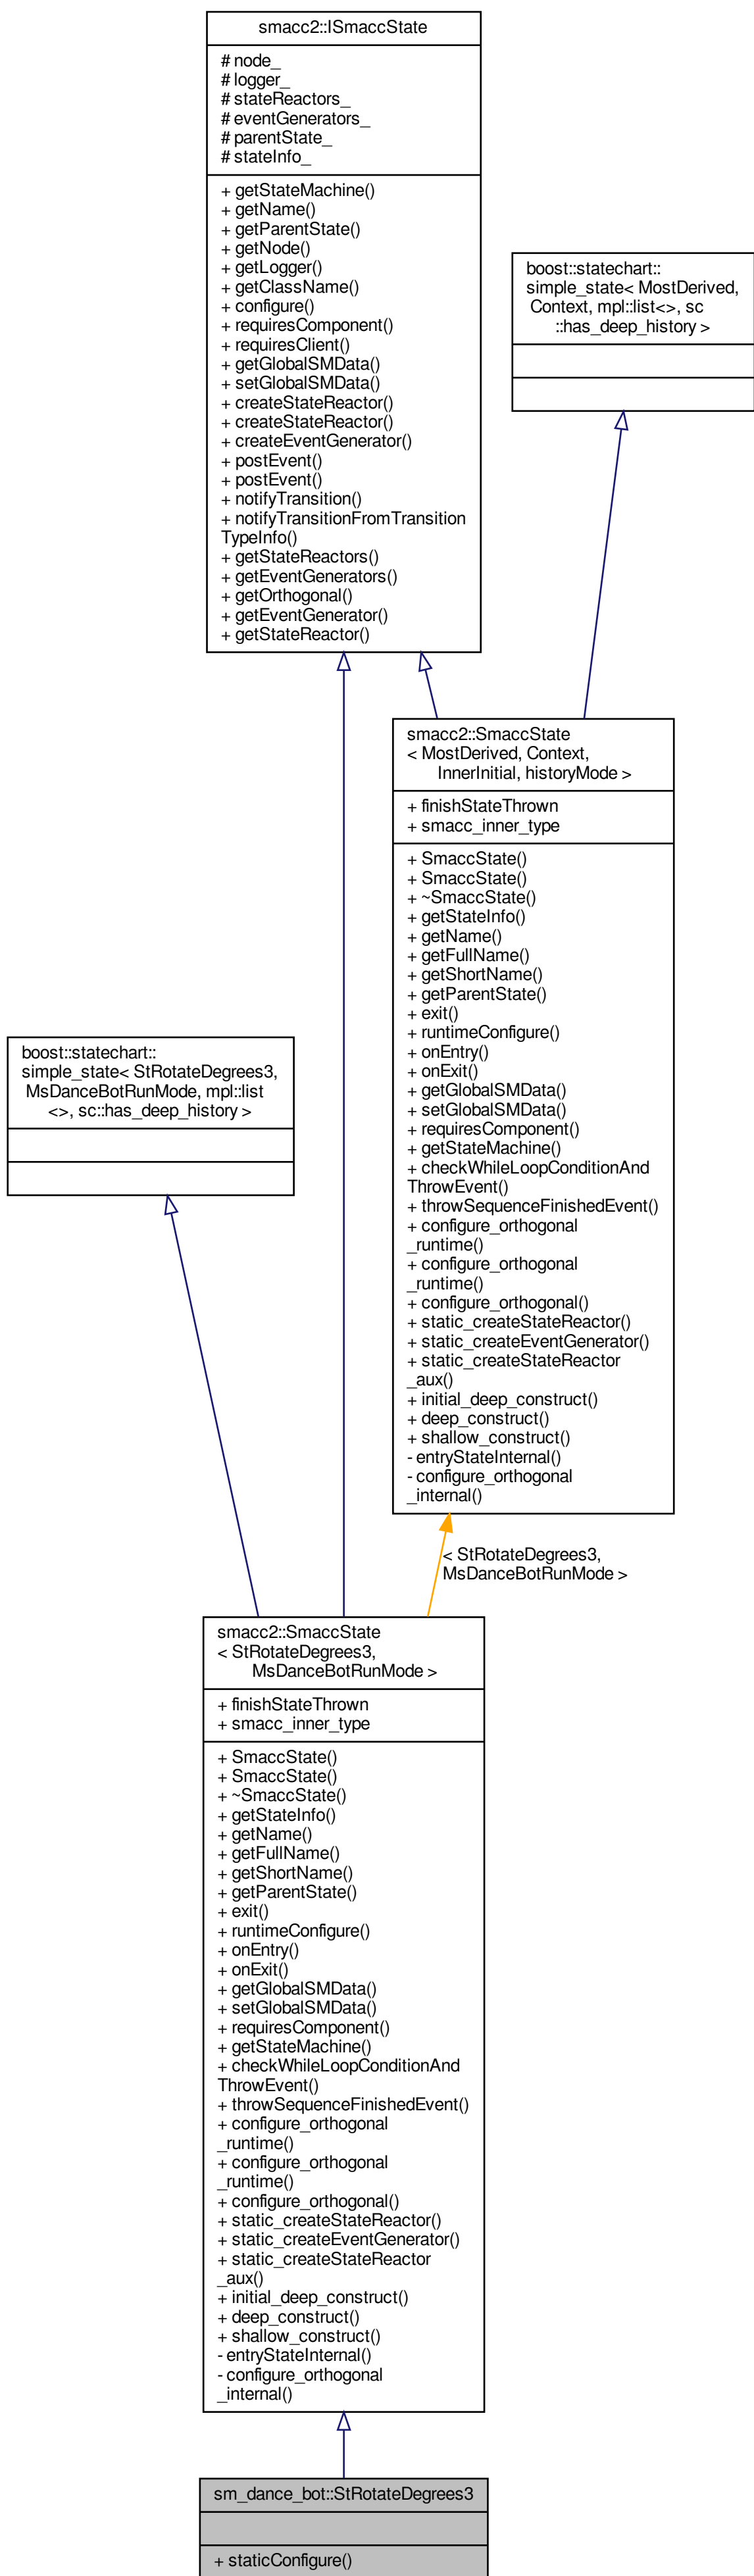 smacc2::ISmaccState
# node_
# logger_
# stateReactors_
# eventGenerators_
# parentState_
# stateInfo_
+ getStateMachine()
+ getName()
+ getParentState()
+ getNode()
+ getLogger()
+ getClassName()
+ configure()
+ requiresComponent()
+ requiresClient()
+ getGlobalSMData()
+ setGlobalSMData()
+ createStateReactor()
+ createStateReactor()
+ createEventGenerator()
+ postEvent()
+ postEvent()
+ notifyTransition()
+ notifyTransitionFromTransition
TypeInfo()
+ getStateReactors()
+ getEventGenerators()
+ getOrthogonal()
+ getEventGenerator()
+ getStateReactor()
boost::statechart::
simple_state< MostDerived,
Context, mpl::list<>, sc
::has_deep_history >
smacc2::SmaccState
< MostDerived, Context,
InnerInitial, historyMode >
+ finishStateThrown
+ smacc_inner_type
+ SmaccState()
+ SmaccState()
+ ~SmaccState()
+ getStateInfo()
+ getName()
+ getFullName()
+ getShortName()
+ getParentState()
+ exit()
+ runtimeConfigure()
+ onEntry()
+ onExit()
+ getGlobalSMData()
+ setGlobalSMData()
+ requiresComponent()
+ getStateMachine()
+ checkWhileLoopConditionAnd
ThrowEvent()
+ throwSequenceFinishedEvent()
+ configure_orthogonal
_runtime()
+ configure_orthogonal
_runtime()
+ configure_orthogonal()
+ static_createStateReactor()
+ static_createEventGenerator()
+ static_createStateReactor
_aux()
+ initial_deep_construct()
+ deep_construct()
+ shallow_construct()
- entryStateInternal()
- configure_orthogonal
_internal()
boost::statechart::
simple_state< StRotateDegrees3,
MsDanceBotRunMode, mpl::list
<>, sc::has_deep_history >
< StRotateDegrees3,
MsDanceBotRunMode >
smacc2::SmaccState
< StRotateDegrees3,
MsDanceBotRunMode >
+ finishStateThrown
+ smacc_inner_type
+ SmaccState()
+ SmaccState()
+ ~SmaccState()
+ getStateInfo()
+ getName()
+ getFullName()
+ getShortName()
+ getParentState()
+ exit()
+ runtimeConfigure()
+ onEntry()
+ onExit()
+ getGlobalSMData()
+ setGlobalSMData()
+ requiresComponent()
+ getStateMachine()
+ checkWhileLoopConditionAnd
ThrowEvent()
+ throwSequenceFinishedEvent()
+ configure_orthogonal
_runtime()
+ configure_orthogonal
_runtime()
+ configure_orthogonal()
+ static_createStateReactor()
+ static_createEventGenerator()
+ static_createStateReactor
_aux()
+ initial_deep_construct()
+ deep_construct()
+ shallow_construct()
- entryStateInternal()
- configure_orthogonal
_internal()
sm_dance_bot::StRotateDegrees3
+ staticConfigure()